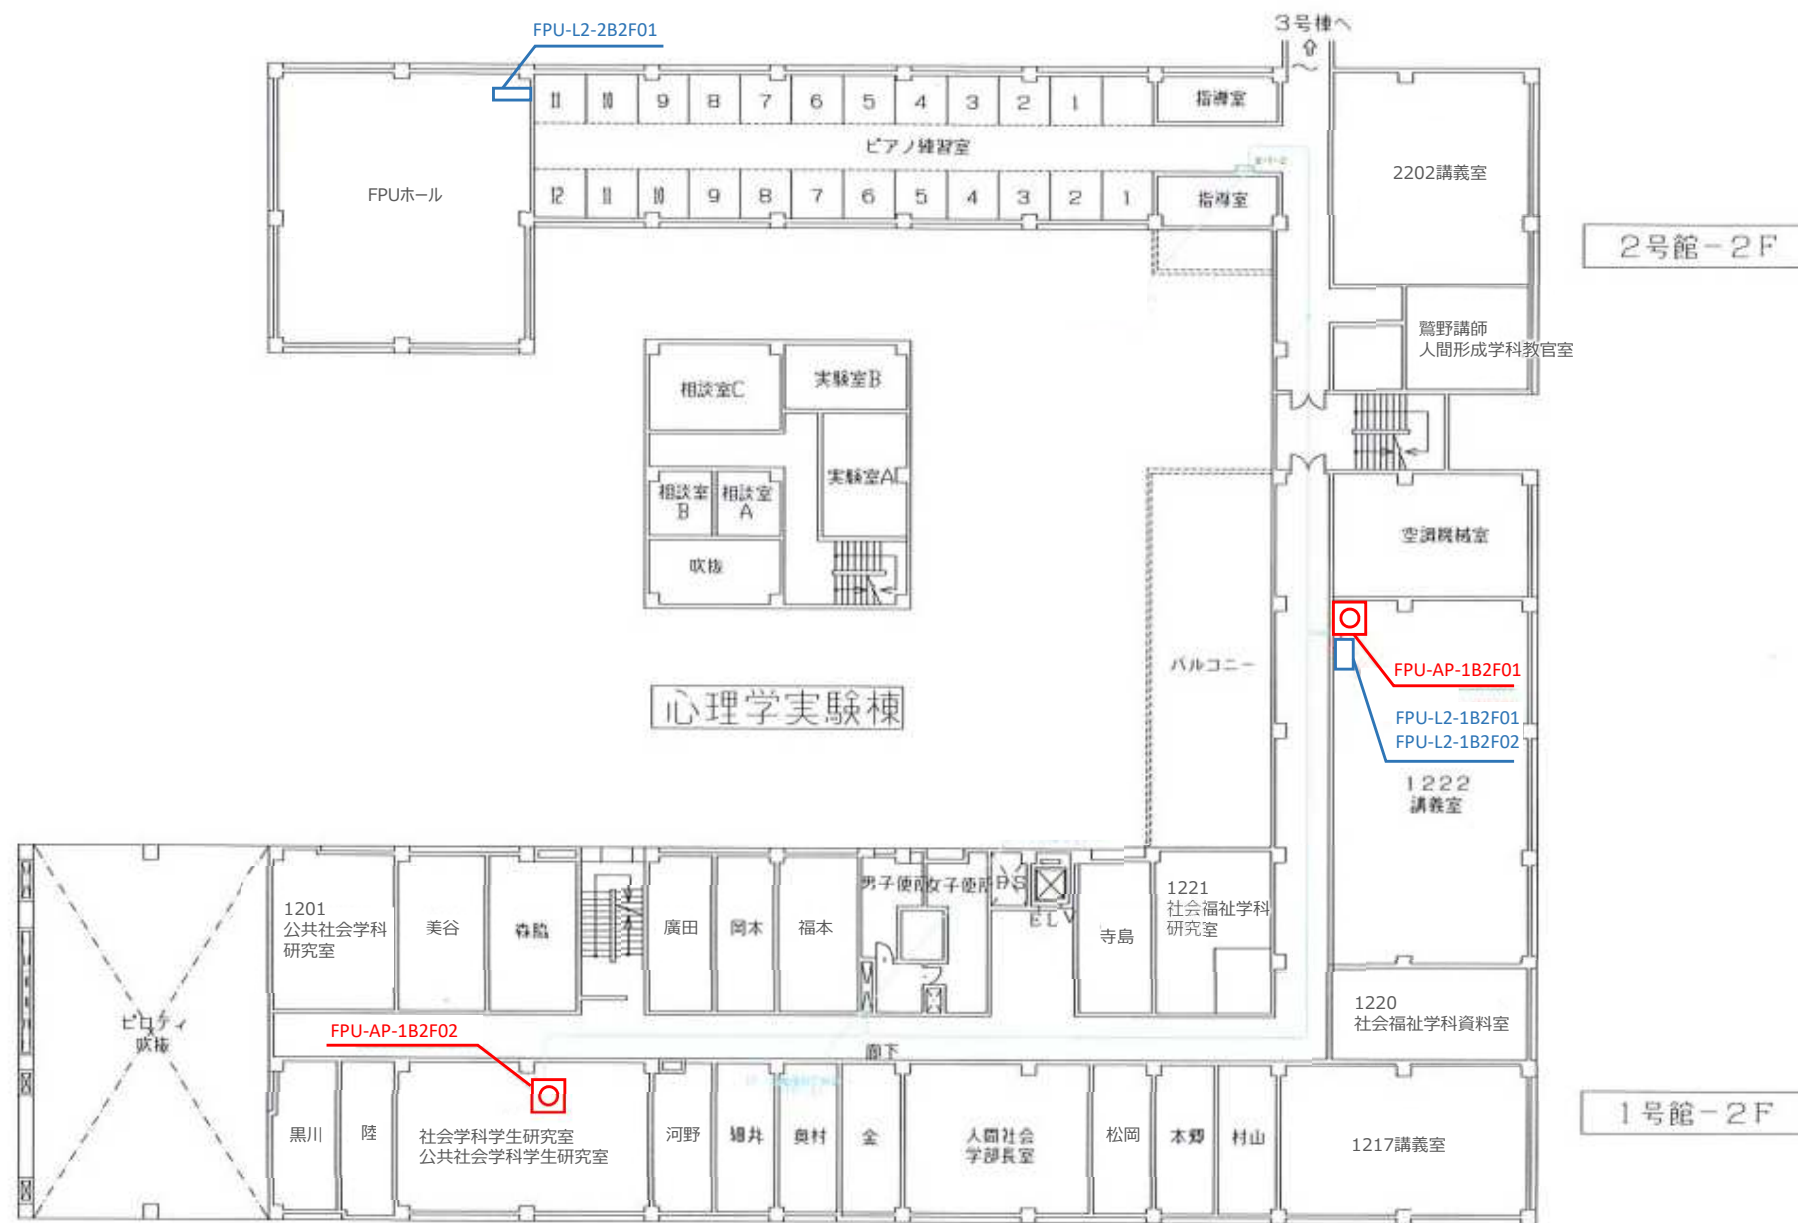 3号棟へ
FPU-L2-2B2F01
11 10 9 8 7 6 5 4 3 2 1 指導室
ピアノ練習室
12 11 10 9 8 7 6 5 4 3 2 1 指導室
FPUホール
2202講義室
2号館-2F
鷲野講師
人間形成学科教官室
相談室C
実験室B
実験室A
相談室
B
相談室
A
吹抜
空調機械室
バルコニー
FPU-AP-1B2F01
FPU-L2-1B2F01
FPU-L2-1B2F02
心理学実験棟
1222
講義室
1201
公共社会学科
研究室
美谷
森脇
廣田
岡本
福本
男子便所
女子便所
ELV
寺島
1221
社会福祉学科
研究室
1220
社会福祉学科資料室
ピロティ
吹抜
FPU-AP-1B2F02
廊下
黒川
陸
社会学科学生研究室
公共社会学科学生研究室
河野
細井
奥村
金
人間社会
学部長室
松岡
本郷
村山
1217講義室
1号館-2F